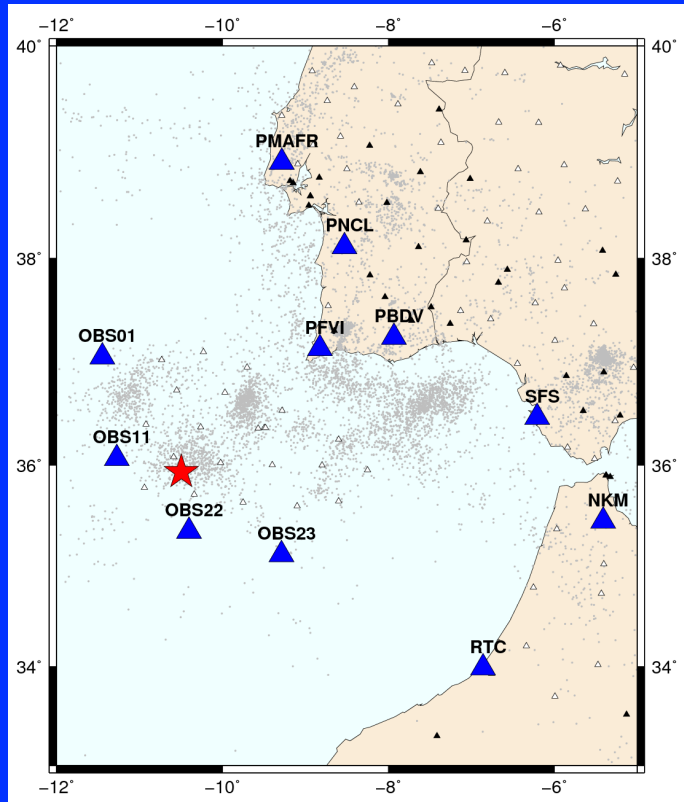 −12˚ −10˚ −8˚ −6˚
40˚ 40˚
PMAFR
PNCL
38˚ 38˚
OBS01 PFVI PBDV
SFS
OBS11
36˚ 36˚
NKM
OBS22
OBS23
RTC
34˚ 34˚
−12˚ −10˚ −8˚ −6˚